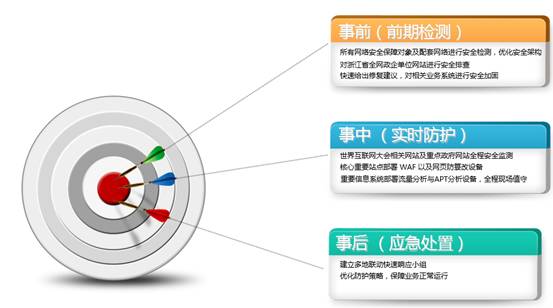 事前（前期检测）
所有网络安全保障对象及配套网络进行安全检测，优化安全架构
对浙江省全网政企单位网站进行安全排查
快速给出修复建议，对相关业务系统进行安全加固
事中 （实时防护）
世界互联网大会相关网站及重点政府网站全程安全监测
核心重要站点部署 WAF 以及网页防篡改设备
重要信息系统部署流量分析与APT分析设备，全程现场值守
事后 （应急处置）
建立多地联动快速响应小组
优化防护策略，保障业务正常运行